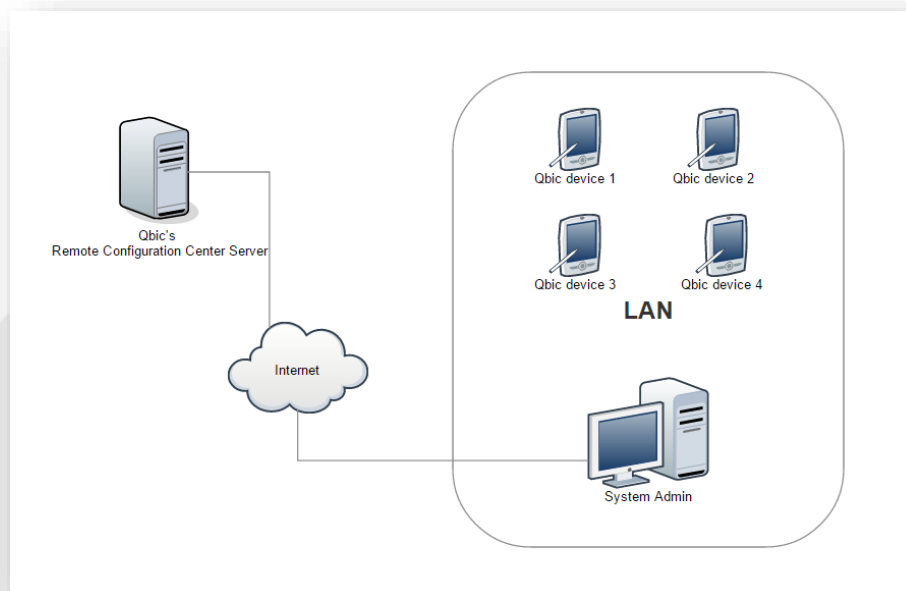 Qbic device 1
Qbic device 2
Qbic's
Remote Configuration Center Server
Qbic device 3
Qbic device 4
LAN
Internet
System Admin